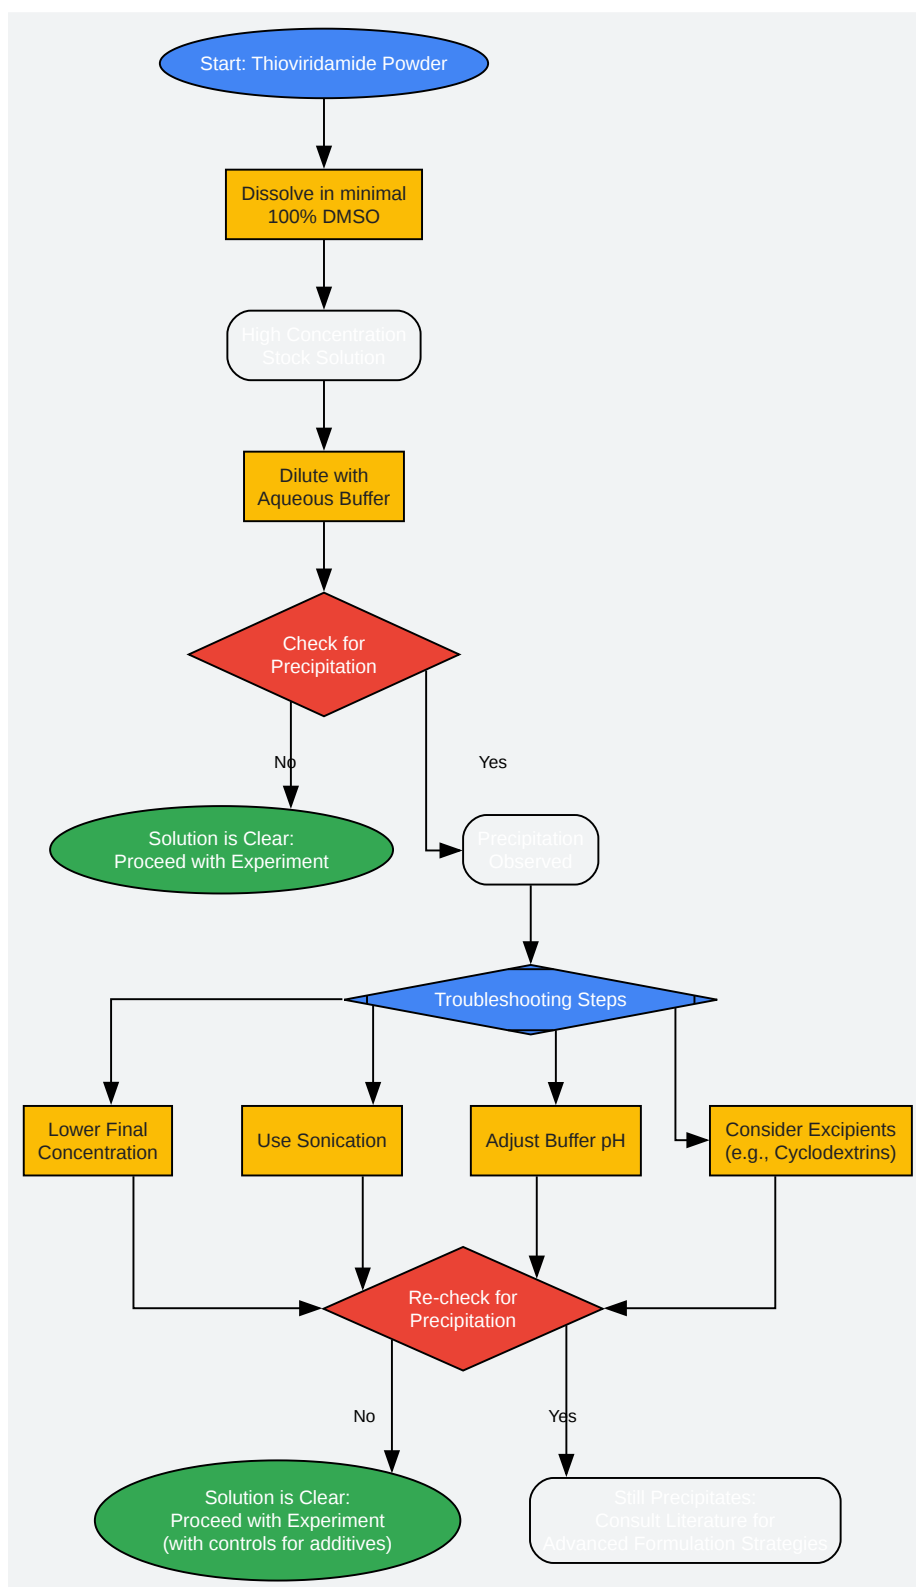 Start: Thioviridamide Powder
Dissolve in minimal
100% DMSO
High Concentration
Stock Solution
Dilute with
Aqueous Buffer
Check for
Precipitation
No
Yes
Solution is Clear:
Proceed with Experiment
Precipitation
Observed
Troubleshooting Steps
Lower Final
Concentration
Use Sonication
Adjust Buffer pH
Consider Excipients
(e.g., Cyclodextrins)
Re-check for
Precipitation
No
Yes
Solution is Clear:
Proceed with Experiment
(with controls for additives)
Still Precipitates:
Consult Literature for
Advanced Formulation Strategies